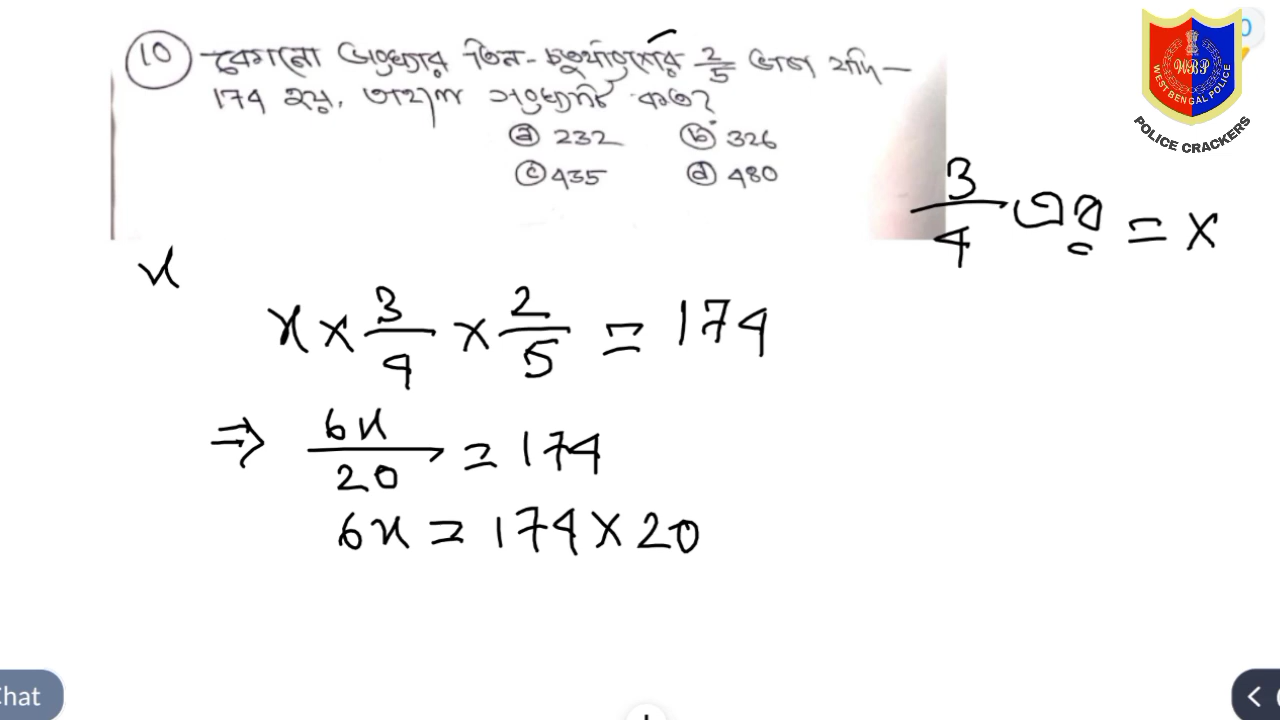 10 কোনো সংখ্যার তিন-চতুর্থাংশের 2/5 ভাগ যদি
174 হয়, তাহলে সংখ্যাটি কত?
a 232 b 326
c 435 d 480
3/4 এর = x
x
x × 3/4 × 2/5 = 174
⇒ 6x/20 = 174
6x = 174 × 20
WBP
WEST BENGAL POLICE
POLICE CRACKERS
0
Chat